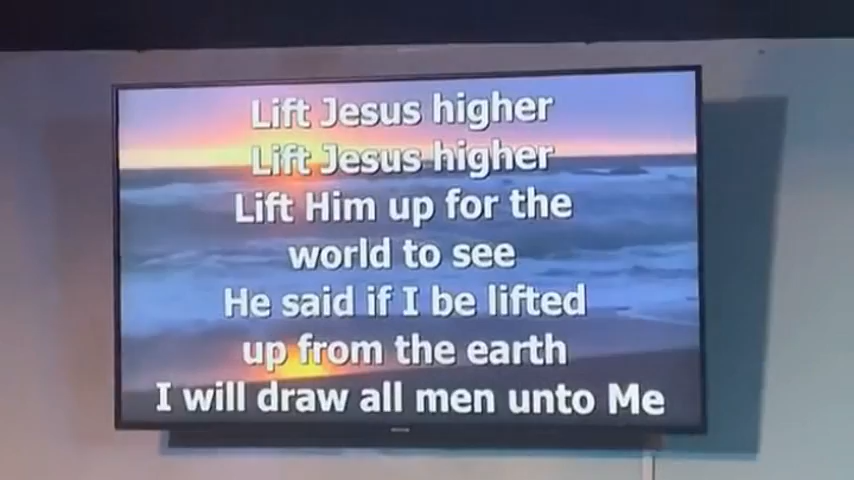 Lift Jesus higher
Lift Jesus higher
Lift Him up for the
world to see
He said if I be lifted
up from the earth
I will draw all men unto Me